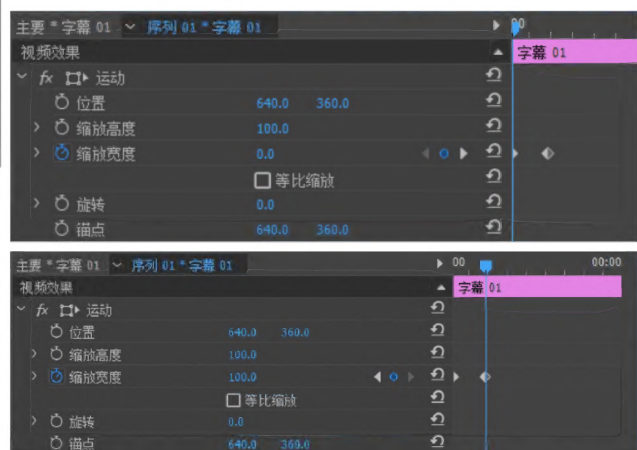 主要 * 字幕 01 序列 01 * 字幕 01 00
视频效果 字幕 01
fx 运动
位置 640.0 360.0
缩放高度 100.0
缩放宽度 0.0
等比缩放
旋转 0.0
锚点 640.0 360.0
主要 * 字幕 01 序列 01 * 字幕 01 00 00:00
视频效果 字幕 01
fx 运动
位置 640.0 360.0
缩放高度 100.0
缩放宽度 100.0
等比缩放
旋转 0.0
锚点 640.0 360.0